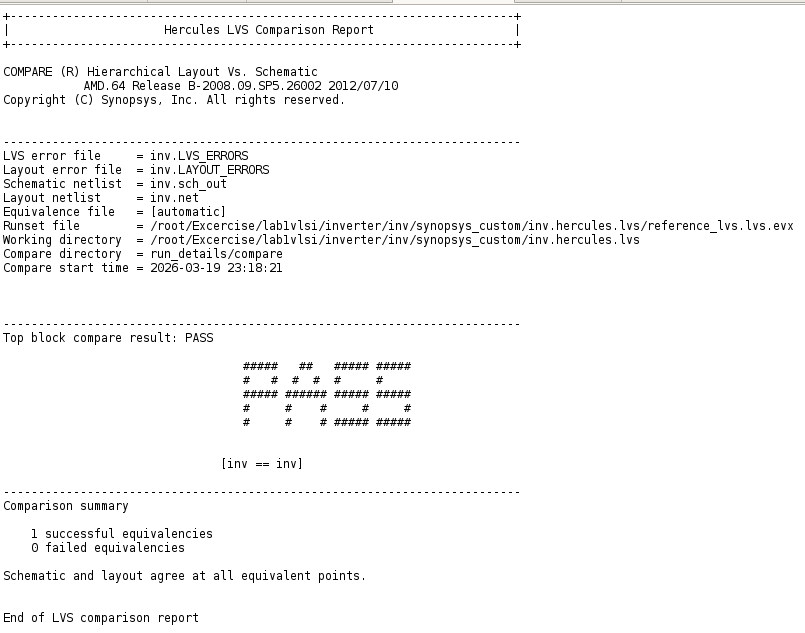 +------------------------------------------------------------------------+
|                      Hercules LVS Comparison Report                    |
+------------------------------------------------------------------------+
COMPARE (R) Hierarchical Layout Vs. Schematic
            AMD.64 Release B-2008.09.SP5.26002 2012/07/10
Copyright (C) Synopsys, Inc. All rights reserved.
--------------------------------------------------------------------------
LVS error file     = inv.LVS_ERRORS
Layout error file  = inv.LAYOUT_ERRORS
Schematic netlist  = inv.sch_out
Layout netlist     = inv.net
Equivalence file   = [automatic]
Runset file        = /root/Excercise/lab1vlsi/inverter/inv/synopsys_custom/inv.hercules.lvs/reference_lvs.lvs.evx
Working directory  = /root/Excercise/lab1vlsi/inverter/inv/synopsys_custom/inv.hercules.lvs
Compare directory  = run_details/compare
Compare start time = 2026-03-19 23:18:21
--------------------------------------------------------------------------
Top block compare result: PASS
                                  #####   ##   ##### #####
                                  #   #  #  #  #     #
                                  ##### ###### ##### #####
                                  #     #    #     #     #
                                  #     #    # ##### #####
                               [inv == inv]
--------------------------------------------------------------------------
Comparison summary
    1 successful equivalencies
    0 failed equivalencies
Schematic and layout agree at all equivalent points.
End of LVS comparison report